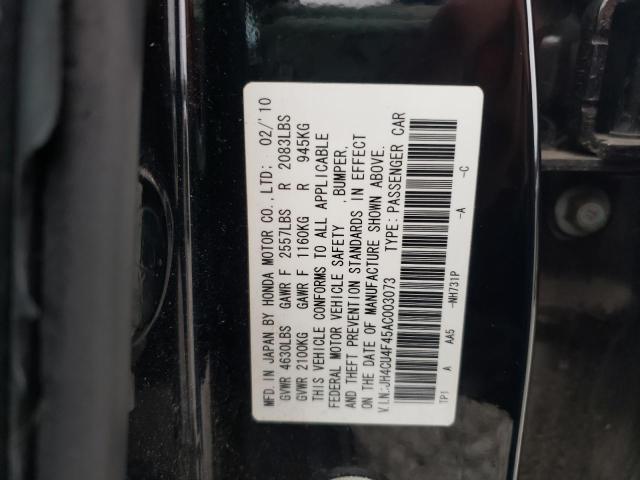 MFD. IN JAPAN BY HONDA MOTOR CO., LTD; 02/'10
GVWR 4630LBS GAWR F 2557LBS R 2083LBS
GVWR 2100KG GAWR F 1160KG R 945KG
THIS VEHICLE CONFORMS TO ALL APPLICABLE
FEDERAL MOTOR VEHICLE SAFETY , BUMPER,
AND THEFT PREVENTION STANDARDS IN EFFECT
ON THE DATE OF MANUFACTURE SHOWN ABOVE.
V.I.N.:JH4CU4F45AC003073 TYPE:PASSENGER CAR
TP1 A AA5 -NH731P -A -C